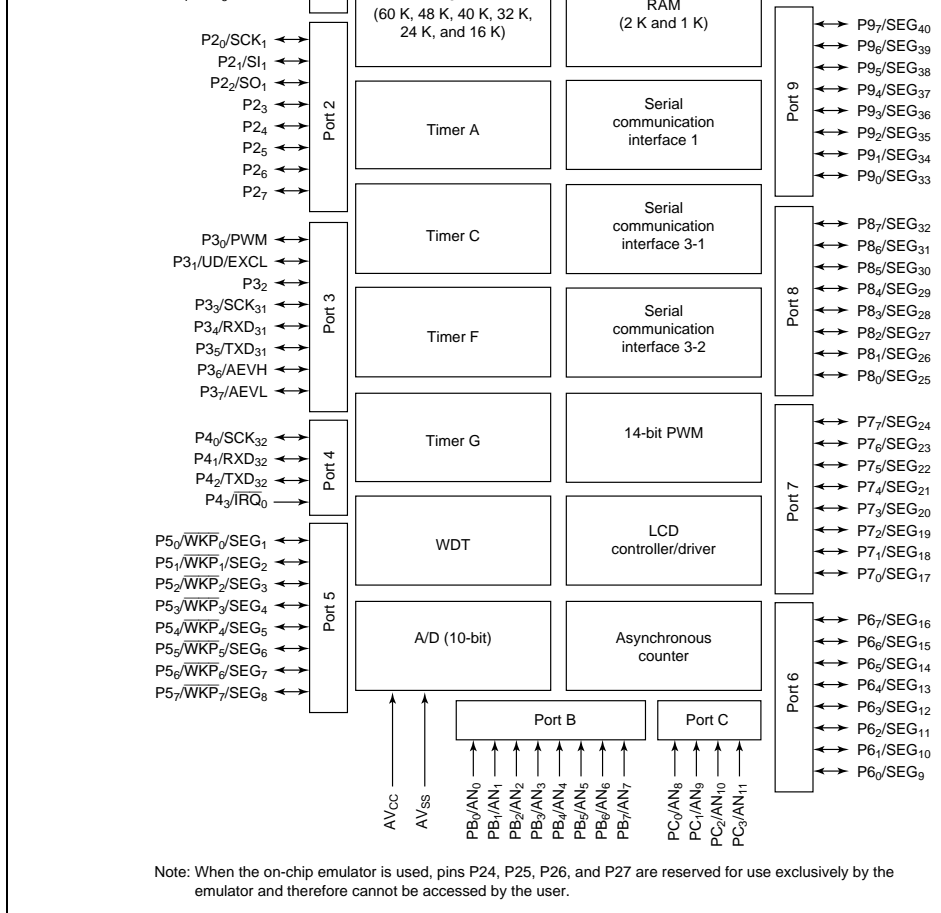 (60 K, 48 K, 40 K, 32 K,
24 K, and 16 K)
RAM
(2 K and 1 K)
P2₀/SCK₁
P2₁/SI₁
P2₂/SO₁
P2₃
P2₄
P2₅
P2₆
P2₇
Port 2
P3₀/PWM
P3₁/UD/EXCL
P3₂
P3₃/SCK₃₁
P3₄/RXD₃₁
P3₅/TXD₃₁
P3₆/AEVH
P3₇/AEVL
Port 3
P4₀/SCK₃₂
P4₁/RXD₃₂
P4₂/TXD₃₂
P4₃/I̅R̅Q̅₀
Port 4
P5₀/W̅K̅P̅₀/SEG₁
P5₁/W̅K̅P̅₁/SEG₂
P5₂/W̅K̅P̅₂/SEG₃
P5₃/W̅K̅P̅₃/SEG₄
P5₄/W̅K̅P̅₄/SEG₅
P5₅/W̅K̅P̅₅/SEG₆
P5₆/W̅K̅P̅₆/SEG₇
P5₇/W̅K̅P̅₇/SEG₈
Port 5
Timer A
Serial
communication
interface 1
Timer C
Serial
communication
interface 3-1
Timer F
Serial
communication
interface 3-2
Timer G
14-bit PWM
WDT
LCD
controller/driver
A/D (10-bit)
Asynchronous
counter
Port 9
P9₇/SEG₄₀
P9₆/SEG₃₉
P9₅/SEG₃₈
P9₄/SEG₃₇
P9₃/SEG₃₆
P9₂/SEG₃₅
P9₁/SEG₃₄
P9₀/SEG₃₃
Port 8
P8₇/SEG₃₂
P8₆/SEG₃₁
P8₅/SEG₃₀
P8₄/SEG₂₉
P8₃/SEG₂₈
P8₂/SEG₂₇
P8₁/SEG₂₆
P8₀/SEG₂₅
Port 7
P7₇/SEG₂₄
P7₆/SEG₂₃
P7₅/SEG₂₂
P7₄/SEG₂₁
P7₃/SEG₂₀
P7₂/SEG₁₉
P7₁/SEG₁₈
P7₀/SEG₁₇
Port 6
P6₇/SEG₁₆
P6₆/SEG₁₅
P6₅/SEG₁₄
P6₄/SEG₁₃
P6₃/SEG₁₂
P6₂/SEG₁₁
P6₁/SEG₁₀
P6₀/SEG₉
Port B
Port C
AVCC
AVSS
PB₀/AN₀
PB₁/AN₁
PB₂/AN₂
PB₃/AN₃
PB₄/AN₄
PB₅/AN₅
PB₆/AN₆
PB₇/AN₇
PC₀/AN₈
PC₁/AN₉
PC₂/AN₁₀
PC₃/AN₁₁
Note: When the on-chip emulator is used, pins P24, P25, P26, and P27 are reserved for use exclusively by the
emulator and therefore cannot be accessed by the user.